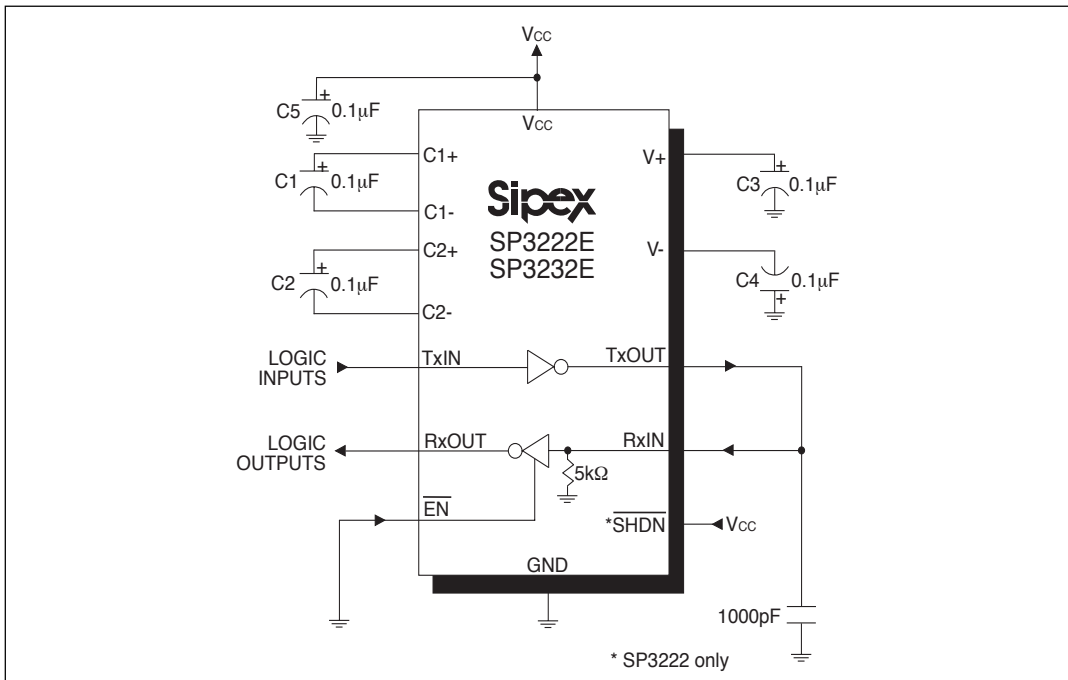 VCC
C5
+
0.1µF
VCC
C1
+
0.1µF
C1+
C1-
C2
+
0.1µF
C2+
C2-
Sipex
SP3222E
SP3232E
V+
C3
+
0.1µF
V-
C4
0.1µF
+
LOGIC
INPUTS
TxIN
TxOUT
LOGIC
OUTPUTS
RxOUT
RxIN
5kΩ
EN
*SHDN
VCC
GND
1000pF
* SP3222 only